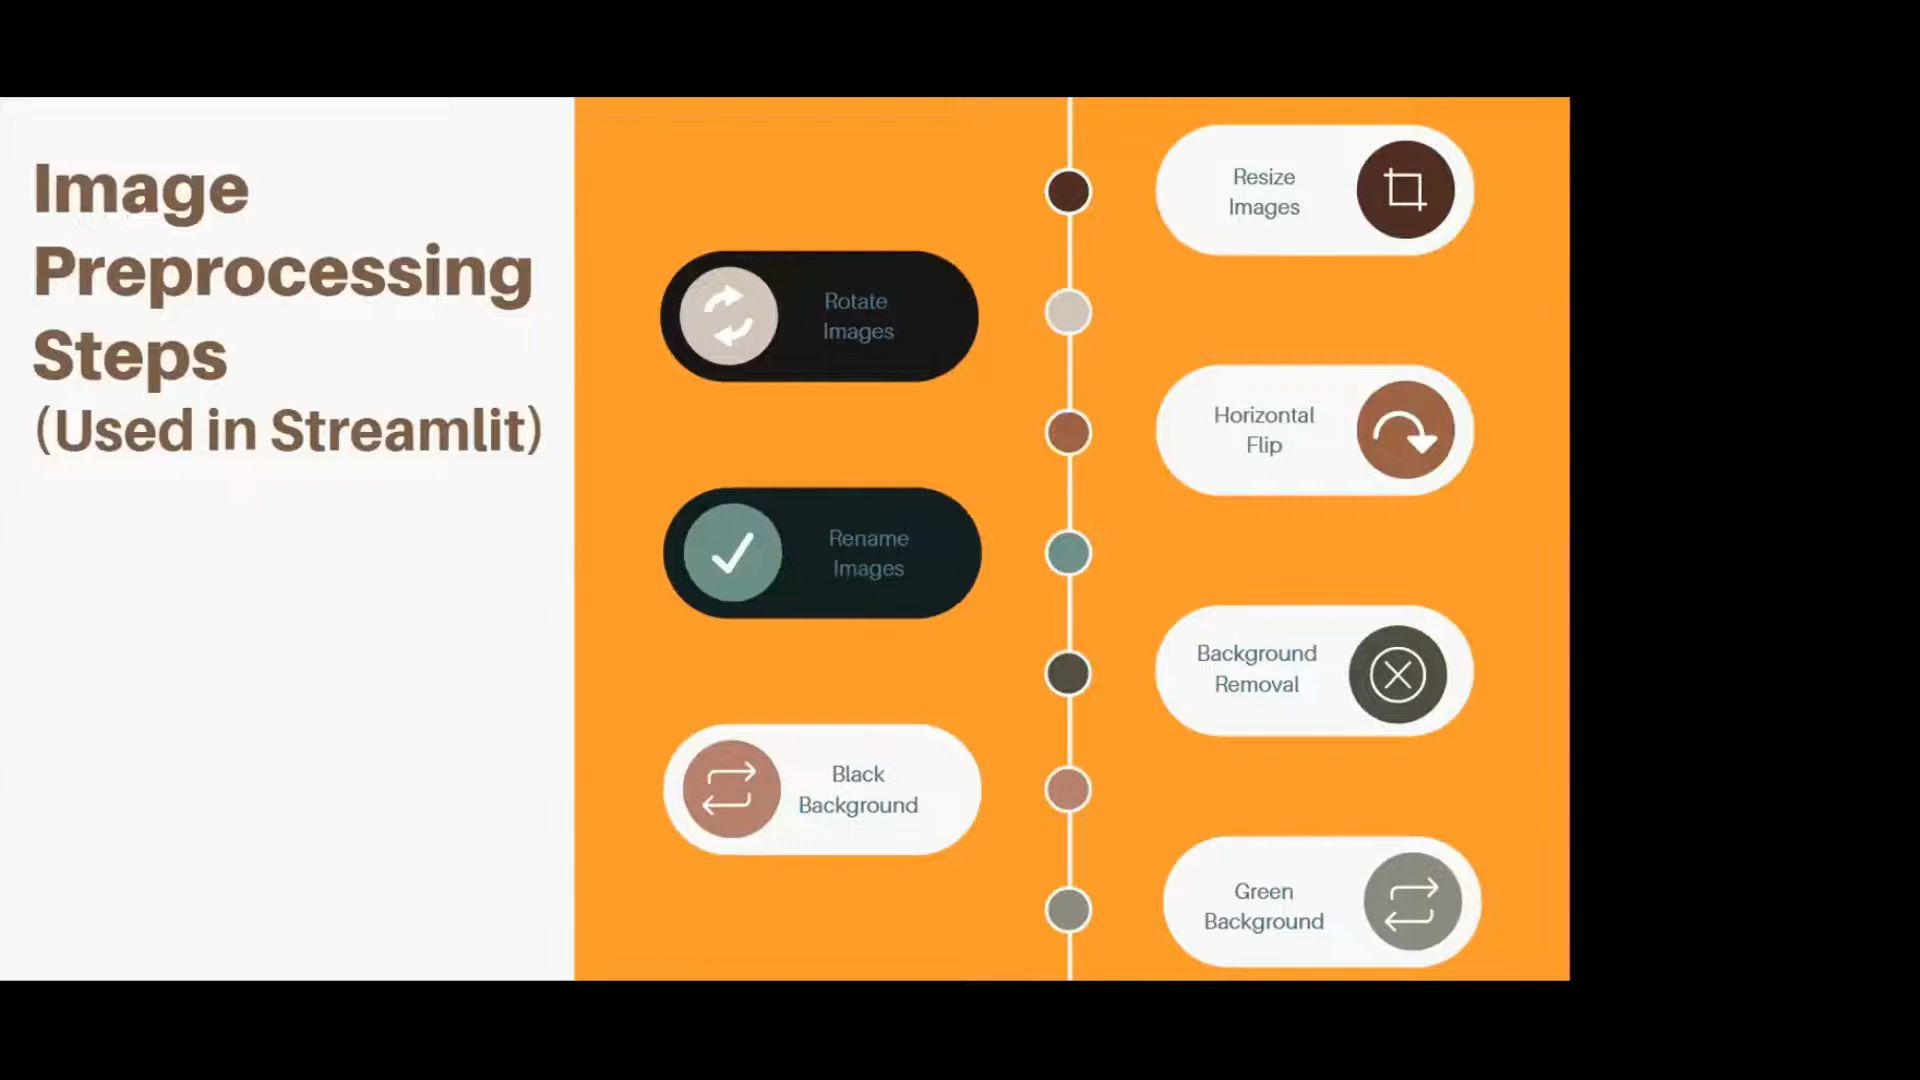 Image
Preprocessing
Steps
(Used in Streamlit)
Resize
Images
Rotate
Images
Horizontal
Flip
Rename
Images
Background
Removal
Black
Background
Green
Background